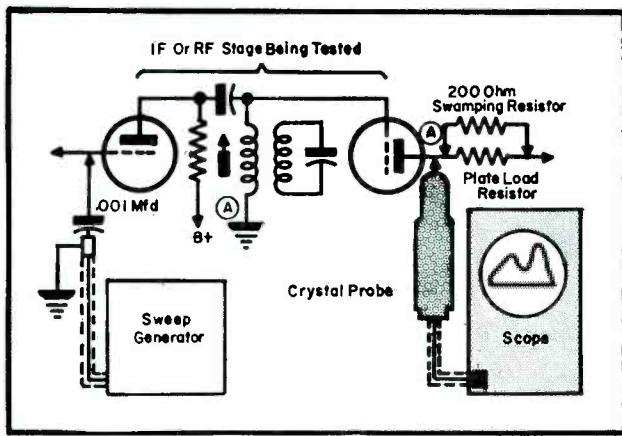 IF Or RF Stage Being Tested
200 Ohm
Swamping Resistor
A
Plate Load
Resistor
.001 Mfd
A
B+
Crystal Probe
Sweep
Generator
Scope